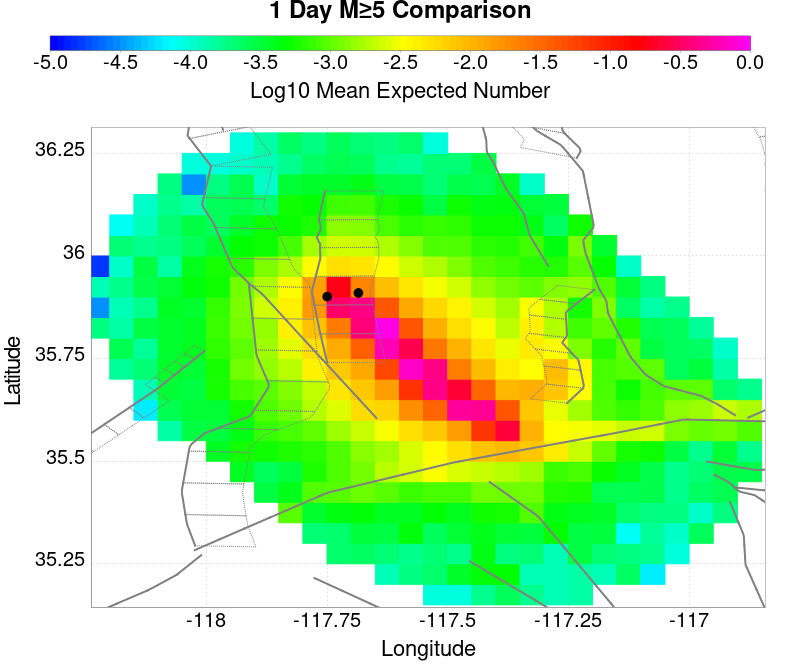 1 Day M≥5 Comparison
-5.0 -4.5 -4.0 -3.5 -3.0 -2.5 -2.0 -1.5 -1.0 -0.5 0.0
Log10 Mean Expected Number
36.25
36
35.75
35.5
35.25
Latitude
-118 -117.75 -117.5 -117.25 -117
Longitude